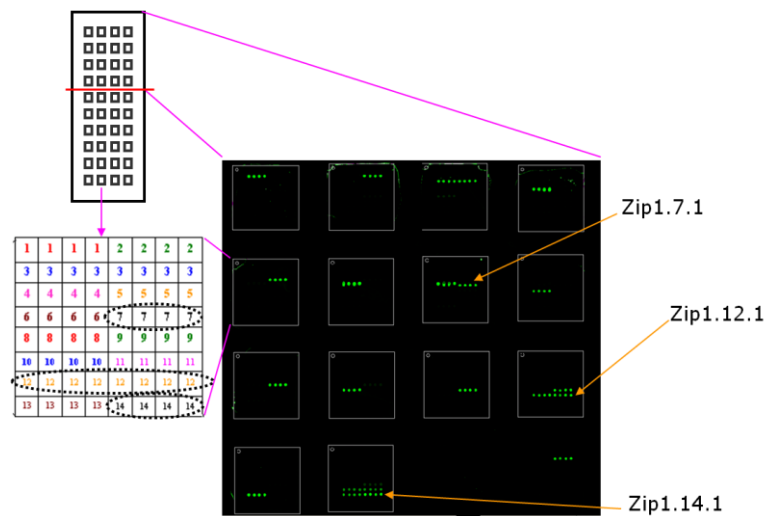 Zip1.7.1
1 1 1 1 2 2 2 2
3 3 3 3 3 3 3 3
4 4 4 4 5 5 5 5
6 6 6 6 7 7 7 7
8 8 8 8 9 9 9 9
10 10 10 10 11 11 11 11
12 12 12 12 12 12 12 12
13 13 13 13 14 14 14 14
Zip1.12.1
Zip1.14.1